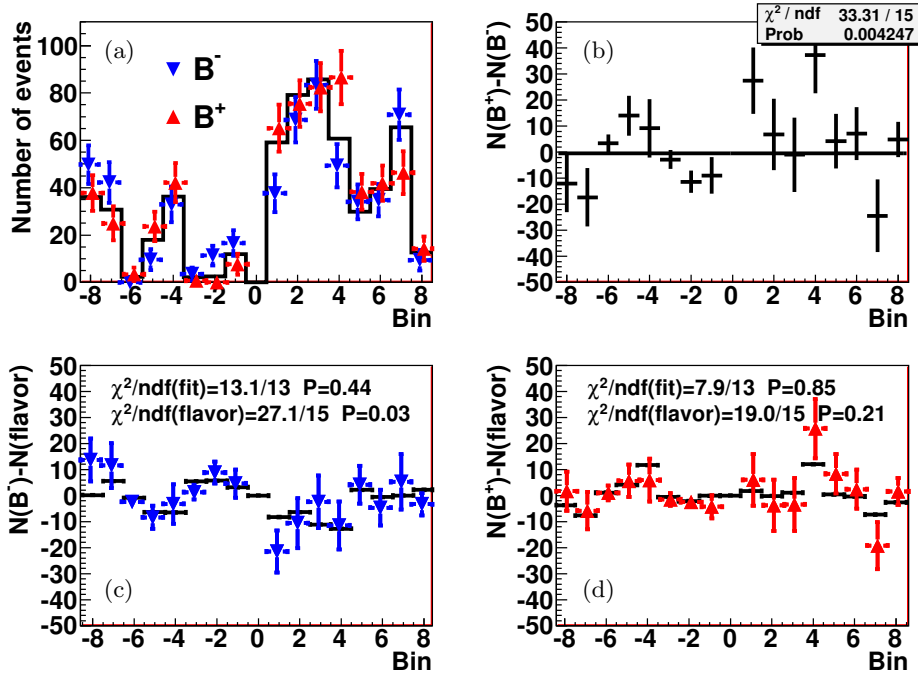 (a)
B⁻
B⁺
Number of events
100
80
60
40
20
0
-8 -6 -4 -2 0 2 4 6 8
Bin
(b)
χ² / ndf 33.31 / 15
Prob 0.004247
N(B⁺)-N(B⁻)
50
40
30
20
10
0
-10
-20
-30
-40
-50
-8 -6 -4 -2 0 2 4 6 8
Bin
χ²/ndf(fit)=13.1/13 P=0.44
χ²/ndf(flavor)=27.1/15 P=0.03
N(B⁻)-N(flavor)
50
40
30
20
10
0
-10
-20
-30
-40
-50
(c)
-8 -6 -4 -2 0 2 4 6 8
Bin
χ²/ndf(fit)=7.9/13 P=0.85
χ²/ndf(flavor)=19.0/15 P=0.21
N(B⁺)-N(flavor)
50
40
30
20
10
0
-10
-20
-30
-40
-50
(d)
-8 -6 -4 -2 0 2 4 6 8
Bin